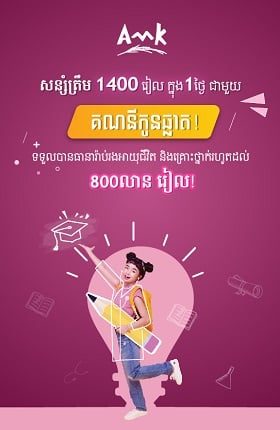 AMK
សន្សំត្រឹម 1400 រៀល ក្នុង 1ថ្ងៃ ជាមួយ
គណនីកូនឆ្លាត!
ទទួលបានធានារ៉ាប់រងអាយុជីវិត និងគ្រោះថ្នាក់រហូតដល់
800លាន រៀល!